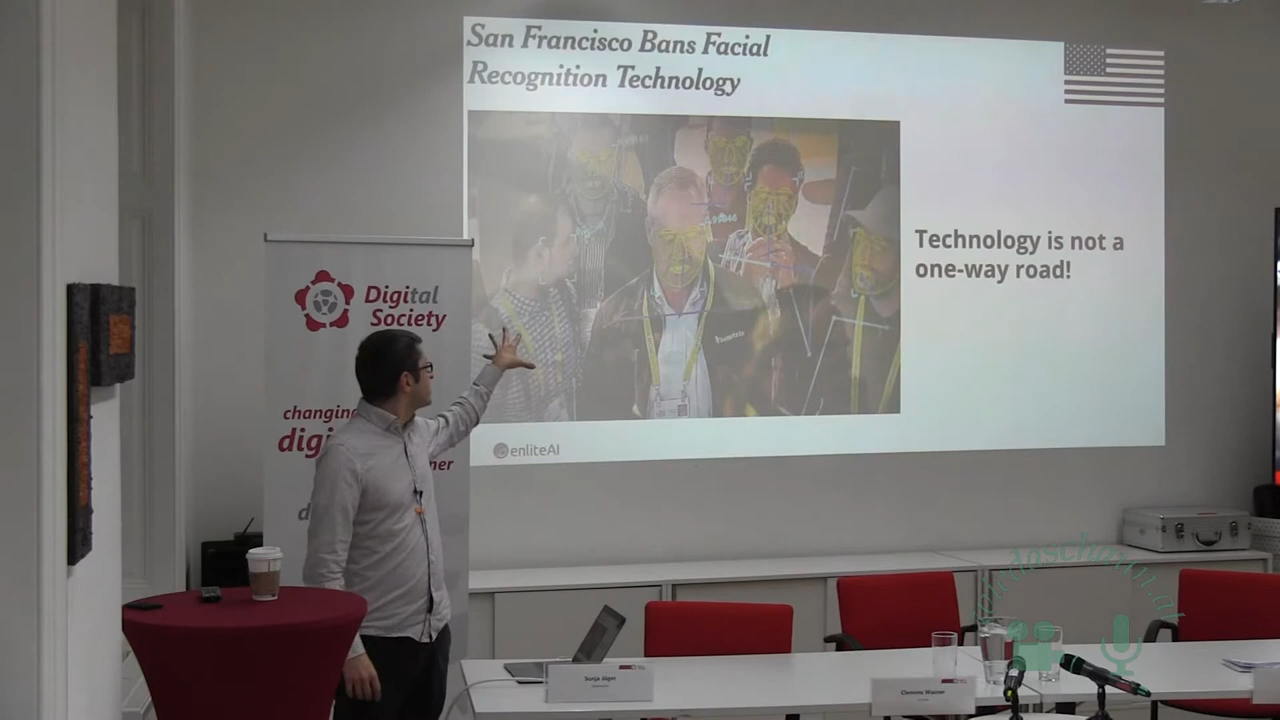 San Francisco Bans Facial
Recognition Technology
Technology is not a
one-way road!
enliteAI
Digital
Society
changing
digi
ner
d
Sonja Jäger
Clemens Wasner